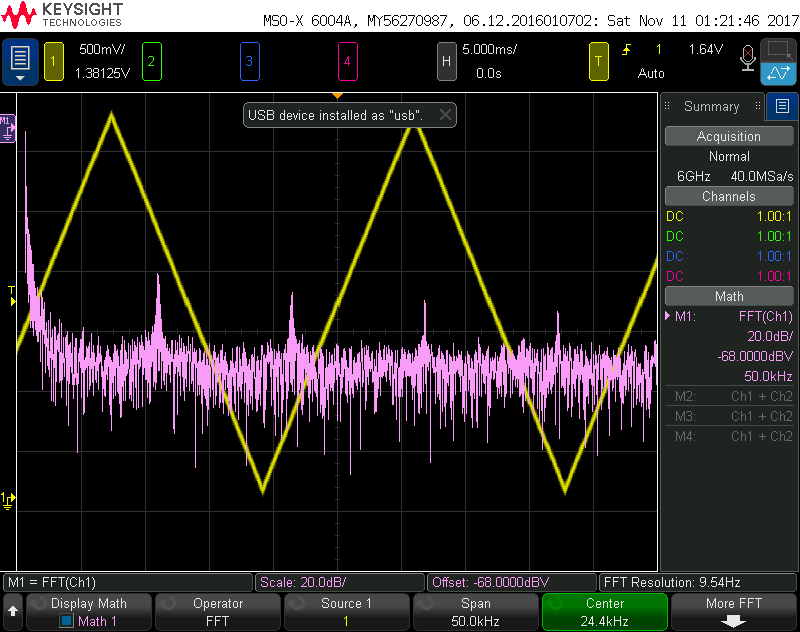 KEYSIGHT
TECHNOLOGIES
MSO-X 6004A, MY56270987, 06.12.2016010702: Sat Nov 11 01:21:46 2017
1 500mV/ 2 3 4 H 5.000ms/ T 1 1.64V
1.38125V 0.0s Auto
M1
USB device installed as "usb".
Summary
Acquisition
Normal
6GHz 40.0MSa/s
Channels
DC 1.00:1
DC 1.00:1
DC 1.00:1
DC 1.00:1
Math
T
M1: FFT(Ch1)
20.0dB/
-68.0000dBV
50.0kHz
M2: Ch1 + Ch2
M3: Ch1 + Ch2
M4: Ch1 + Ch2
1
M1 = FFT(Ch1) Scale: 20.0dB/ Offset: -68.0000dBV FFT Resolution: 9.54Hz
Display Math Operator Source 1 Span Center More FFT
Math 1 FFT 1 50.0kHz 24.4kHz